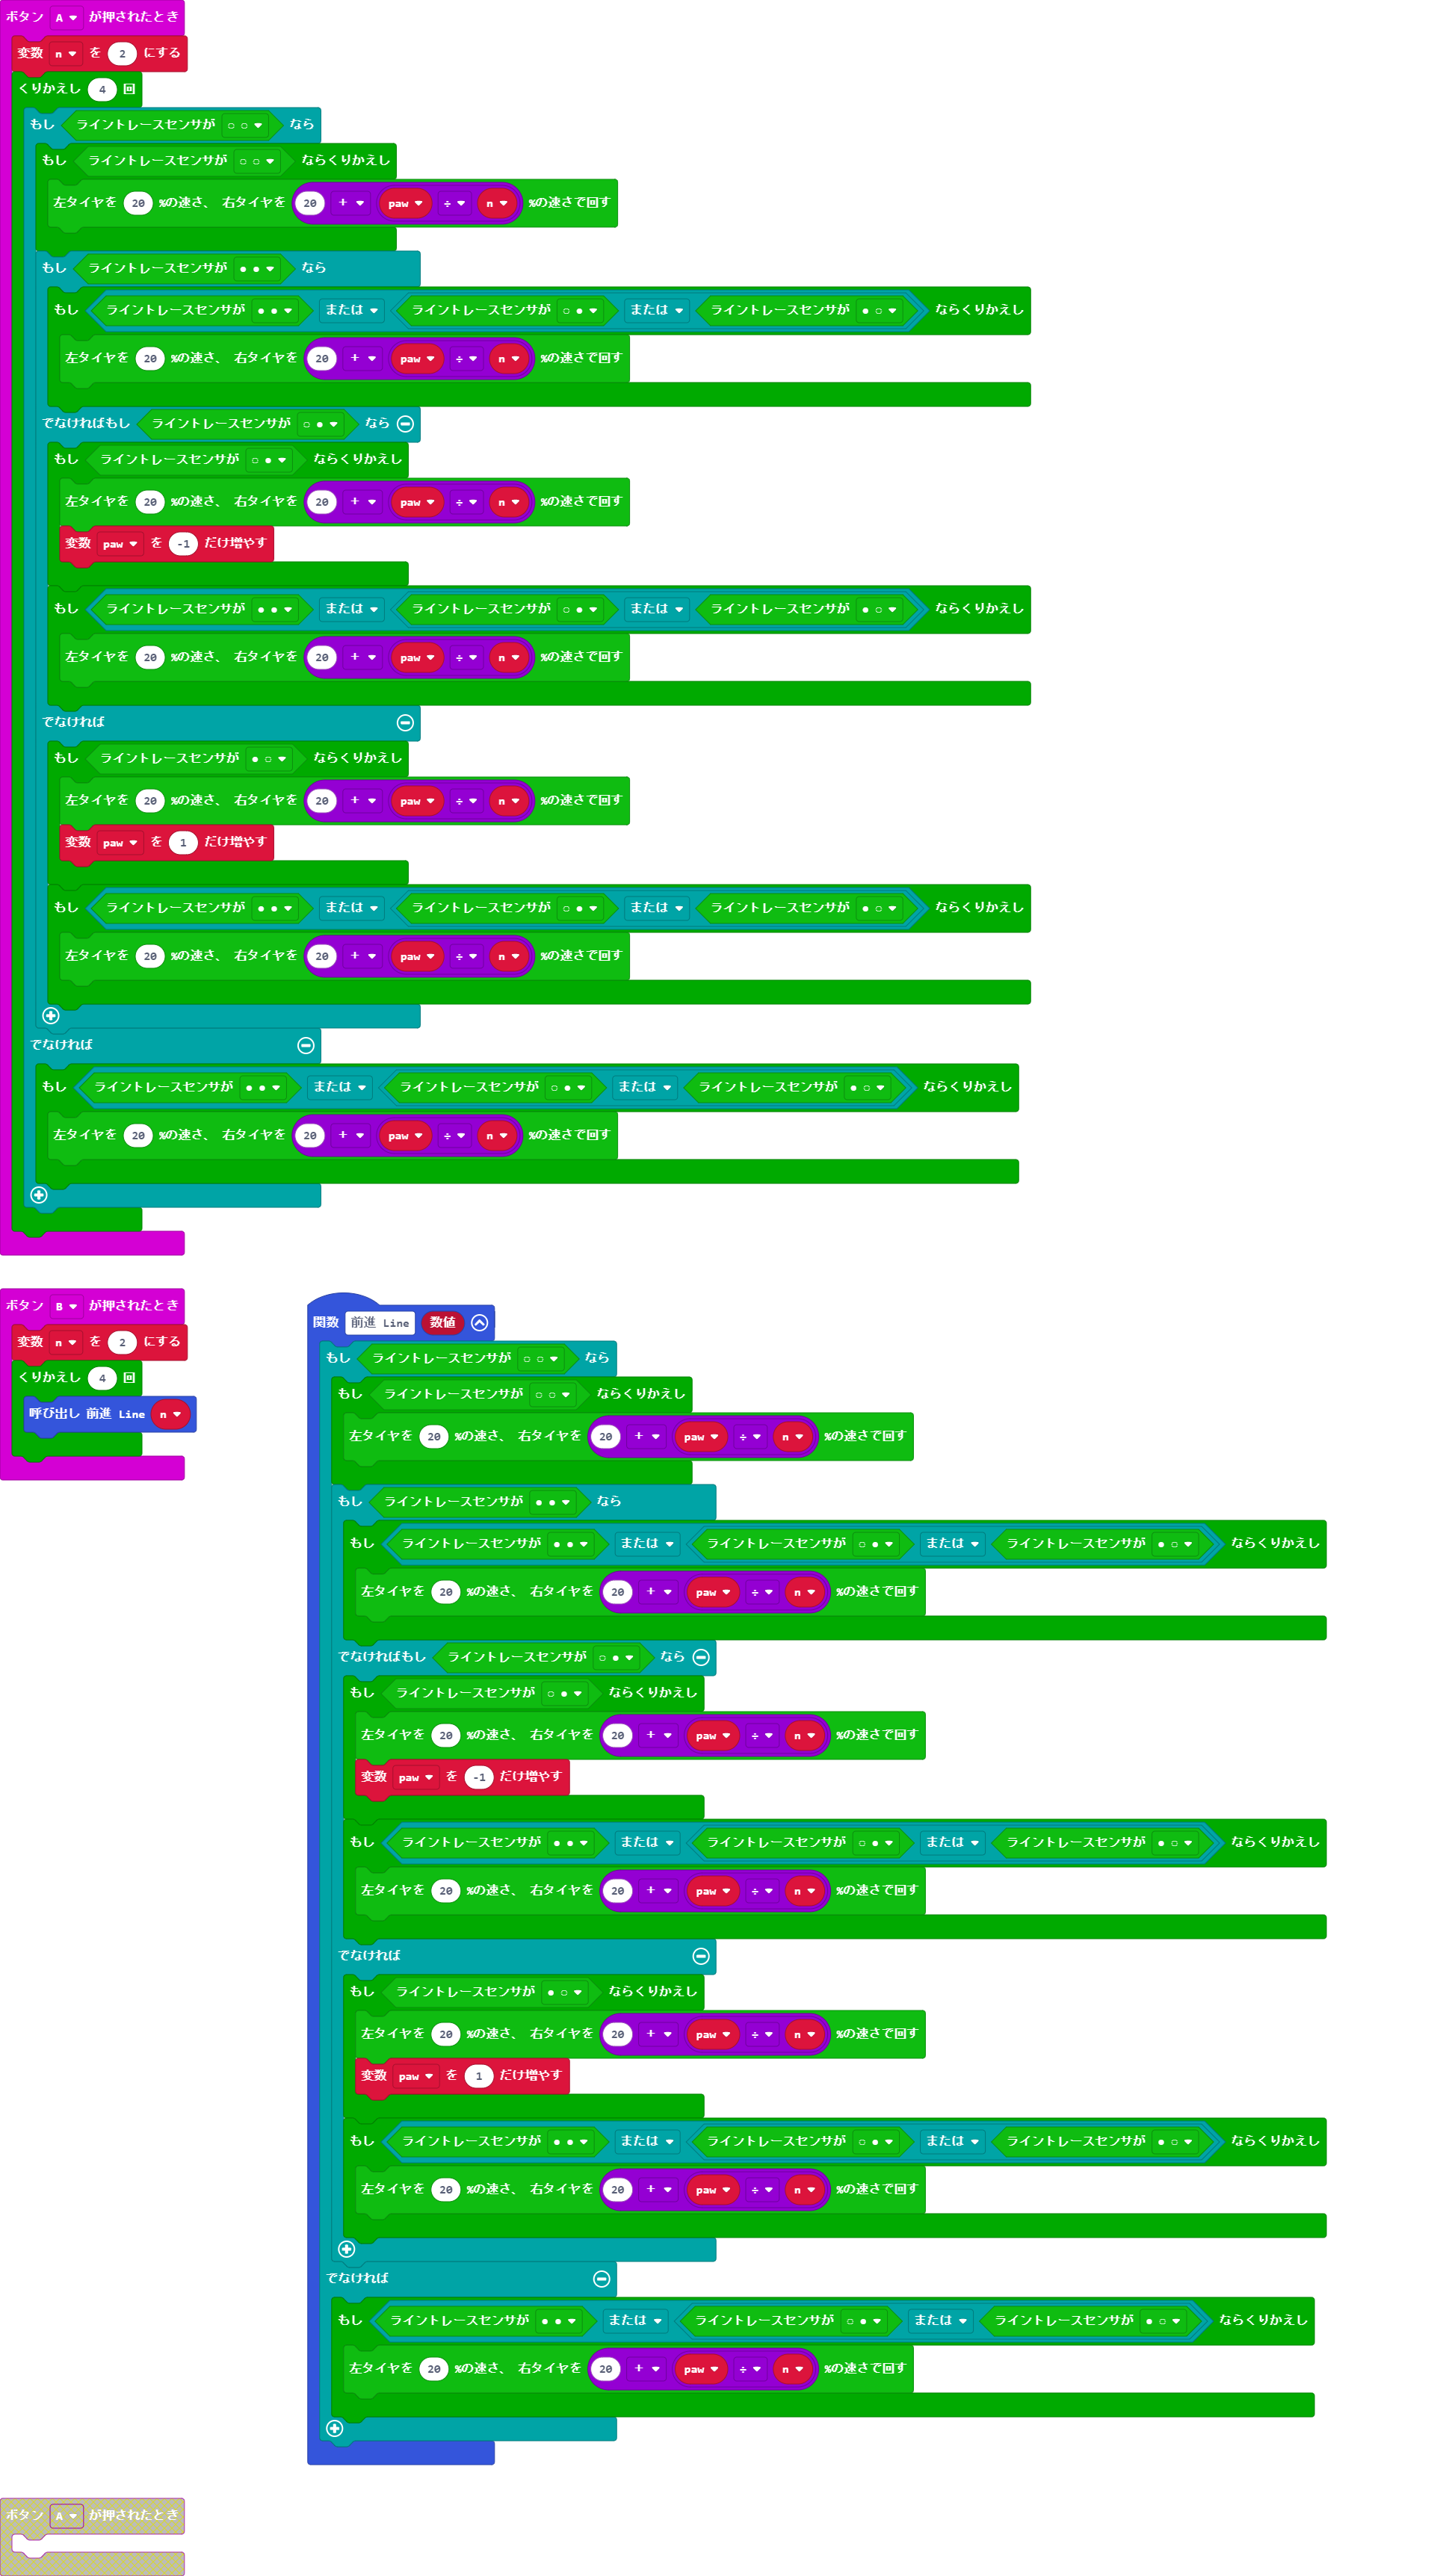 ボタン A が押されたとき
変数 n を 2 にする
くりかえし 4 回
もし ライントレースセンサが ○ ○ なら
もし ライントレースセンサが ○ ○ ならくりかえし
左タイヤを 20 %の速さ、 右タイヤを 20 + paw ÷ n %の速さで回す
もし ライントレースセンサが ● ● なら
もし ライントレースセンサが ● ● または ライントレースセンサが ○ ● または ライントレースセンサが ● ○ ならくりかえし
左タイヤを 20 %の速さ、 右タイヤを 20 + paw ÷ n %の速さで回す
でなければもし ライントレースセンサが ○ ● なら
もし ライントレースセンサが ○ ● ならくりかえし
左タイヤを 20 %の速さ、 右タイヤを 20 + paw ÷ n %の速さで回す
変数 paw を -1 だけ増やす
もし ライントレースセンサが ● ● または ライントレースセンサが ○ ● または ライントレースセンサが ● ○ ならくりかえし
左タイヤを 20 %の速さ、 右タイヤを 20 + paw ÷ n %の速さで回す
でなければ
もし ライントレースセンサが ● ○ ならくりかえし
左タイヤを 20 %の速さ、 右タイヤを 20 + paw ÷ n %の速さで回す
変数 paw を 1 だけ増やす
もし ライントレースセンサが ● ● または ライントレースセンサが ○ ● または ライントレースセンサが ● ○ ならくりかえし
左タイヤを 20 %の速さ、 右タイヤを 20 + paw ÷ n %の速さで回す
でなければ
もし ライントレースセンサが ● ● または ライントレースセンサが ○ ● または ライントレースセンサが ● ○ ならくりかえし
左タイヤを 20 %の速さ、 右タイヤを 20 + paw ÷ n %の速さで回す
ボタン B が押されたとき
変数 n を 2 にする
くりかえし 4 回
呼び出し 前進 Line n
関数 前進 Line 数値
もし ライントレースセンサが ○ ○ なら
もし ライントレースセンサが ○ ○ ならくりかえし
左タイヤを 20 %の速さ、 右タイヤを 20 + paw ÷ n %の速さで回す
もし ライントレースセンサが ● ● なら
もし ライントレースセンサが ● ● または ライントレースセンサが ○ ● または ライントレースセンサが ● ○ ならくりかえし
左タイヤを 20 %の速さ、 右タイヤを 20 + paw ÷ n %の速さで回す
でなければもし ライントレースセンサが ○ ● なら
もし ライントレースセンサが ○ ● ならくりかえし
左タイヤを 20 %の速さ、 右タイヤを 20 + paw ÷ n %の速さで回す
変数 paw を -1 だけ増やす
もし ライントレースセンサが ● ● または ライントレースセンサが ○ ● または ライントレースセンサが ● ○ ならくりかえし
左タイヤを 20 %の速さ、 右タイヤを 20 + paw ÷ n %の速さで回す
でなければ
もし ライントレースセンサが ● ○ ならくりかえし
左タイヤを 20 %の速さ、 右タイヤを 20 + paw ÷ n %の速さで回す
変数 paw を 1 だけ増やす
もし ライントレースセンサが ● ● または ライントレースセンサが ○ ● または ライントレースセンサが ● ○ ならくりかえし
左タイヤを 20 %の速さ、 右タイヤを 20 + paw ÷ n %の速さで回す
でなければ
もし ライントレースセンサが ● ● または ライントレースセンサが ○ ● または ライントレースセンサが ● ○ ならくりかえし
左タイヤを 20 %の速さ、 右タイヤを 20 + paw ÷ n %の速さで回す
ボタン A が押されたとき